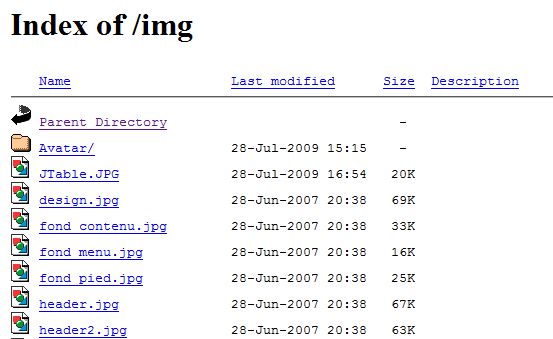 Index of /img
Name Last modified Size Description
Parent Directory -
Avatar/ 28-Jul-2009 15:15 -
JTable.JPG 28-Jul-2009 16:54 20K
design.jpg 28-Jun-2007 20:38 69K
fond contenu.jpg 28-Jun-2007 20:38 33K
fond menu.jpg 28-Jun-2007 20:38 16K
fond pied.jpg 28-Jun-2007 20:38 25K
header.jpg 28-Jun-2007 20:38 67K
header2.jpg 28-Jun-2007 20:38 63K